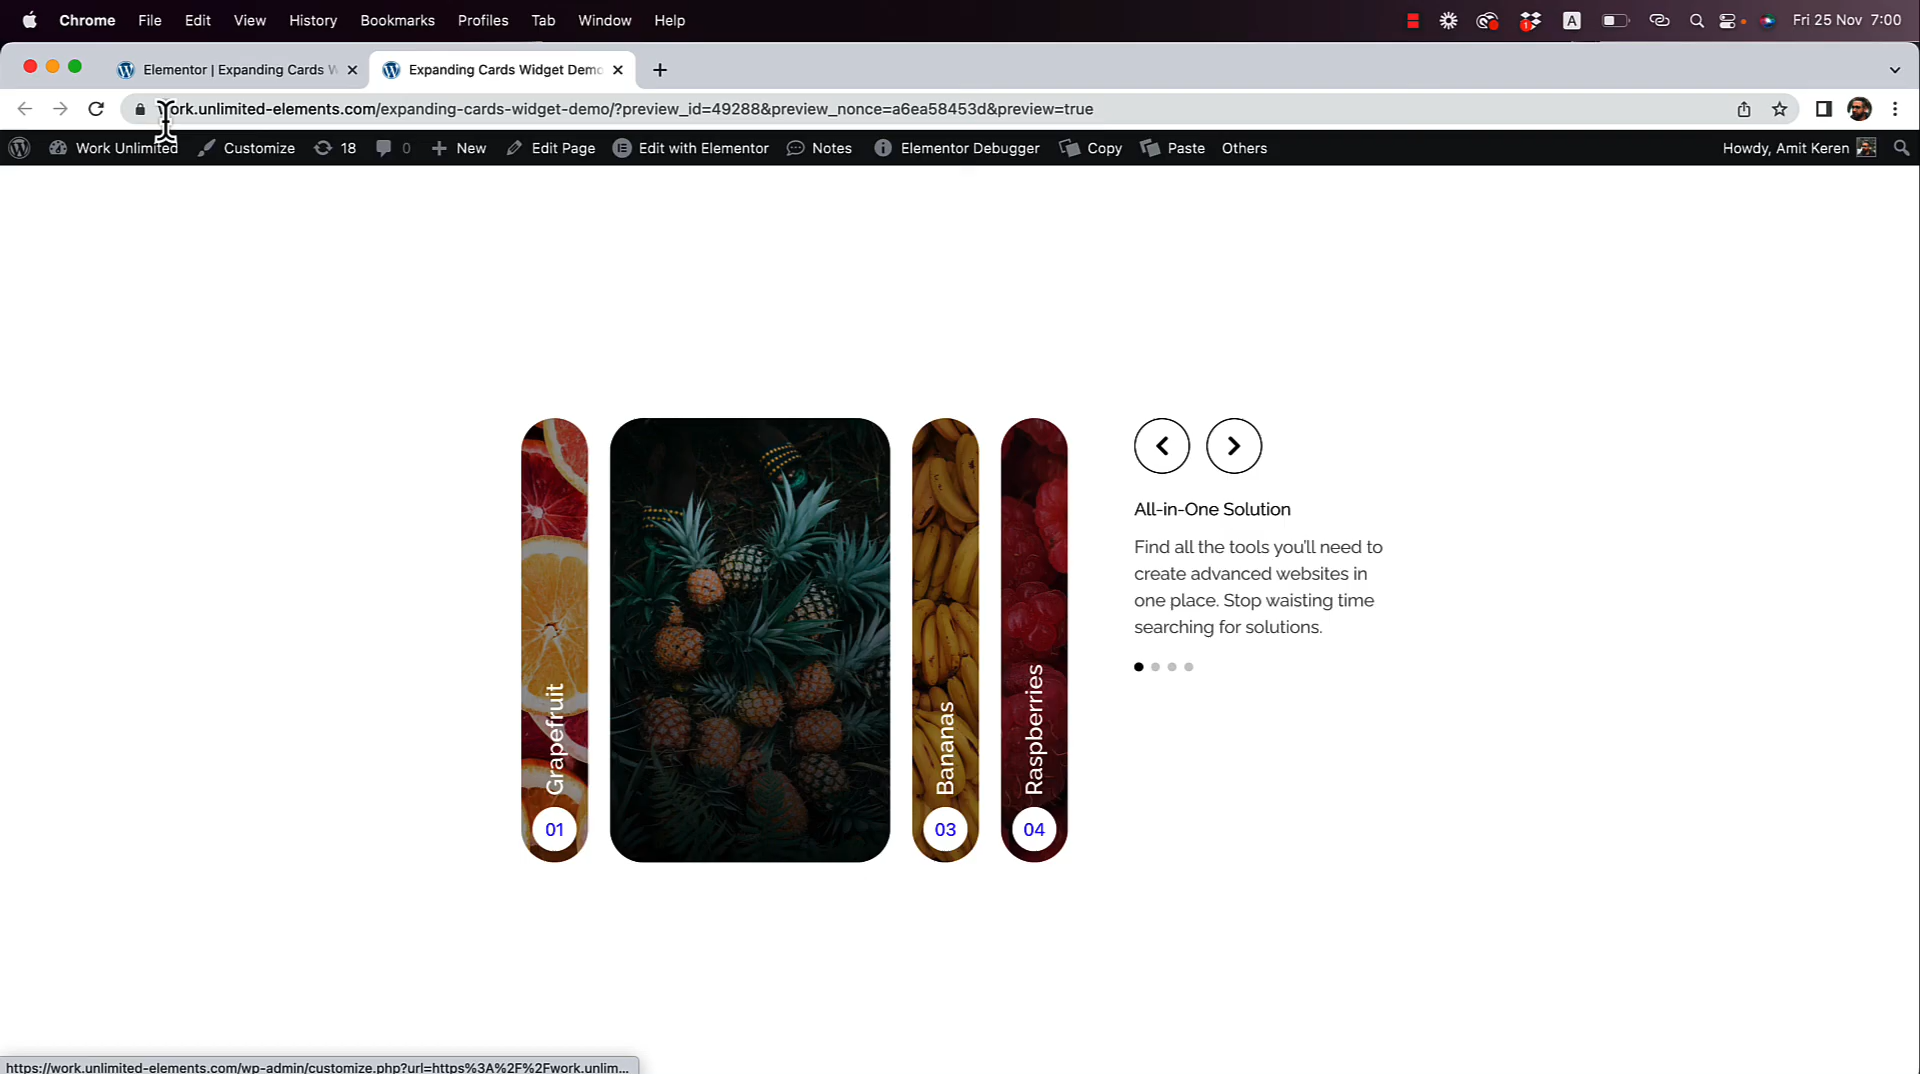 Chrome File Edit View History Bookmarks Profiles Tab Window Help A Fri 25 Nov 7:00
Elementor | Expanding Cards W Expanding Cards Widget Demo
work.unlimited-elements.com/expanding-cards-widget-demo/?preview_id=49288&preview_nonce=a6ea58453d&preview=true
Work Unlimited Customize 18 0 New Edit Page Edit with Elementor Notes Elementor Debugger Copy Paste Others Howdy, Amit Keren
Grapefruit
01
Bananas
03
Raspberries
04
All-in-One Solution
Find all the tools you'll need to
create advanced websites in
one place. Stop waisting time
searching for solutions.
https://work.unlimited-elements.com/wp-admin/customize.php?url=https%3A%2F%2Fwork.unlim...